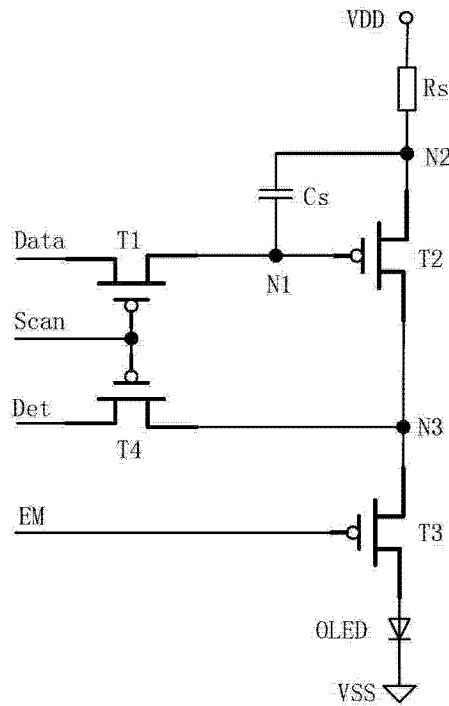 VDD
Rs
N2
Cs
Data
T1
T2
N1
Scan
Det
T4
N3
EM
T3
OLED
VSS